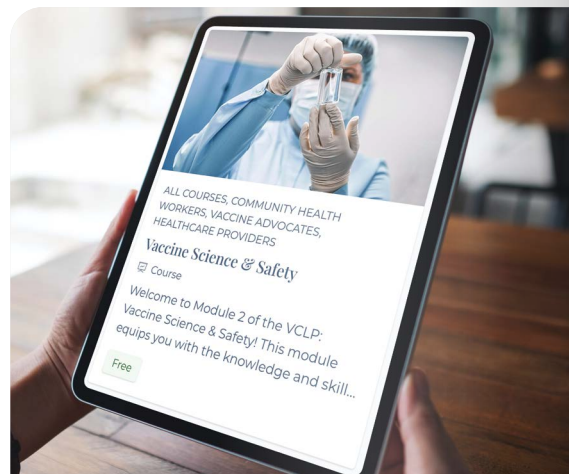 ALL COURSES, COMMUNITY HEALTH
WORKERS, VACCINE ADVOCATES,
HEALTHCARE PROVIDERS
Vaccine Science & Safety
Course
Welcome to Module 2 of the VCLP:
Vaccine Science & Safety! This module
equips you with the knowledge and skill...
Free